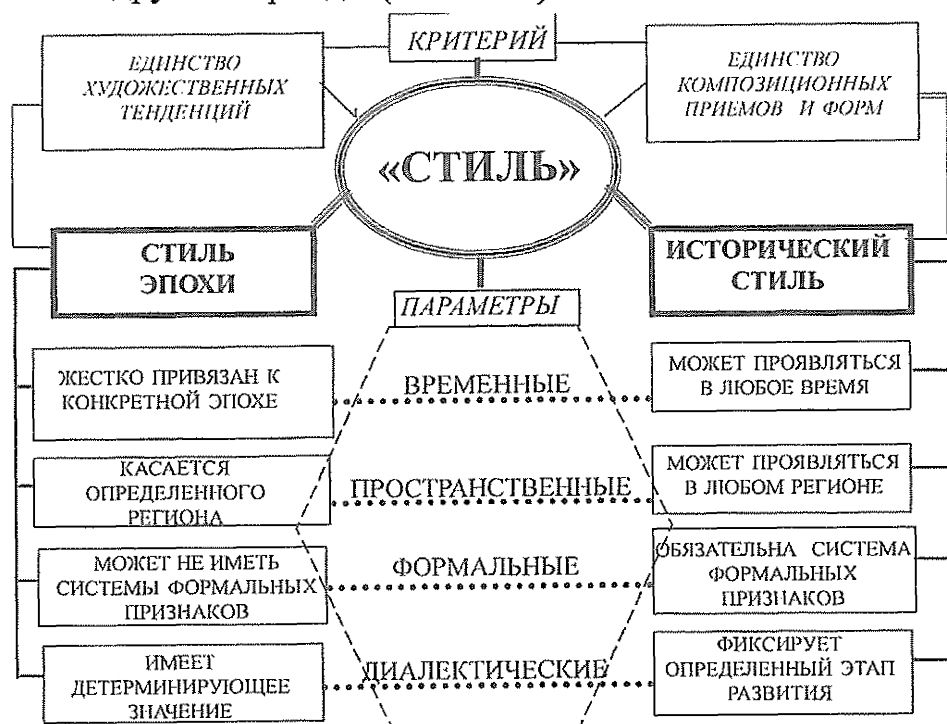 КРИТЕРИЙ
ЕДИНСТВО
ХУДОЖЕСТВЕННЫХ
ТЕНДЕНЦИЙ
ЕДИНСТВО
КОМПОЗИЦИОННЫХ
ПРИЕМОВ И ФОРМ
«СТИЛЬ»
СТИЛЬ
ЭПОХИ
ИСТОРИЧЕСКИЙ
СТИЛЬ
ПАРАМЕТРЫ
ЖЕСТКО ПРИВЯЗАН К
КОНКРЕТНОЙ ЭПОХЕ
ВРЕМЕННЫЕ
МОЖЕТ ПРОЯВЛЯТЬСЯ
В ЛЮБОЕ ВРЕМЯ
КАСАЕТСЯ
ОПРЕДЕЛЕННОГО
РЕГИОНА
ПРОСТРАНСТВЕННЫЕ
МОЖЕТ ПРОЯВЛЯТЬСЯ
В ЛЮБОМ РЕГИОНЕ
МОЖЕТ НЕ ИМЕТЬ
СИСТЕМЫ ФОРМАЛЬНЫХ
ПРИЗНАКОВ
ФОРМАЛЬНЫЕ
ОБЯЗАТЕЛЬНА СИСТЕМА
ФОРМАЛЬНЫХ
ПРИЗНАКОВ
ИМЕЕТ
ДЕТЕРМИНИРУЮЩЕЕ
ЗНАЧЕНИЕ
ДИАЛЕКТИЧЕСКИЕ
ФИКСИРУЕТ
ОПРЕДЕЛЕННЫЙ ЭТАП
РАЗВИТИЯ